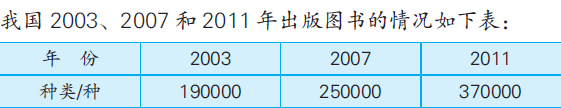 我国 2003、2007 和 2011 年出版图书的情况如下表：
年 份 2003 2007 2011
种类/种 190000 250000 370000